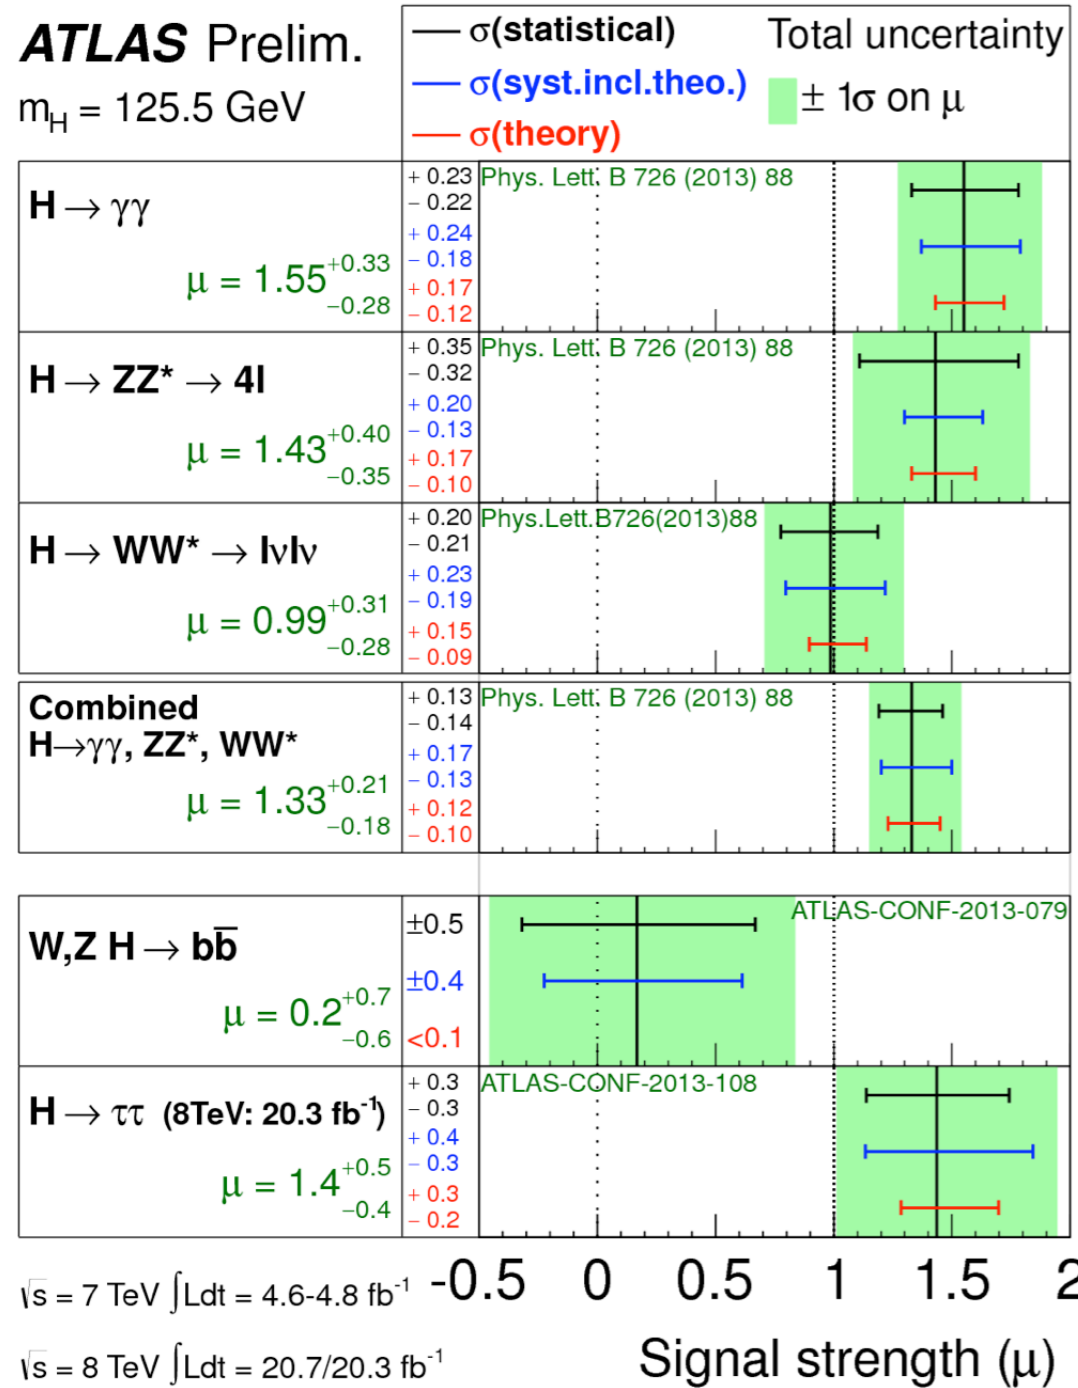 ATLAS Prelim.
m_H = 125.5 GeV
σ(statistical)
σ(syst.incl.theo.)
σ(theory)
Total uncertainty
± 1σ on μ
H → γγ
μ = 1.55 +0.33 −0.28
+ 0.23
− 0.22
+ 0.24
− 0.18
+ 0.17
− 0.12
Phys. Lett. B 726 (2013) 88
H → ZZ* → 4l
μ = 1.43 +0.40 −0.35
+ 0.35
− 0.32
+ 0.20
− 0.13
+ 0.17
− 0.10
Phys. Lett. B 726 (2013) 88
H → WW* → lνlν
μ = 0.99 +0.31 −0.28
+ 0.20
− 0.21
+ 0.23
− 0.19
+ 0.15
− 0.09
Phys.Lett.B726(2013)88
Combined
H→γγ, ZZ*, WW*
μ = 1.33 +0.21 −0.18
+ 0.13
− 0.14
+ 0.17
− 0.13
+ 0.12
− 0.10
Phys. Lett. B 726 (2013) 88
W,Z H → bb̅
μ = 0.2 +0.7 −0.6
±0.5
±0.4
<0.1
ATLAS-CONF-2013-079
H → ττ (8TeV: 20.3 fb⁻¹)
μ = 1.4 +0.5 −0.4
+ 0.3
− 0.3
+ 0.4
− 0.3
+ 0.3
− 0.2
ATLAS-CONF-2013-108
-0.5 0 0.5 1 1.5 2
√s = 7 TeV ∫Ldt = 4.6-4.8 fb⁻¹
√s = 8 TeV ∫Ldt = 20.7/20.3 fb⁻¹
Signal strength (μ)